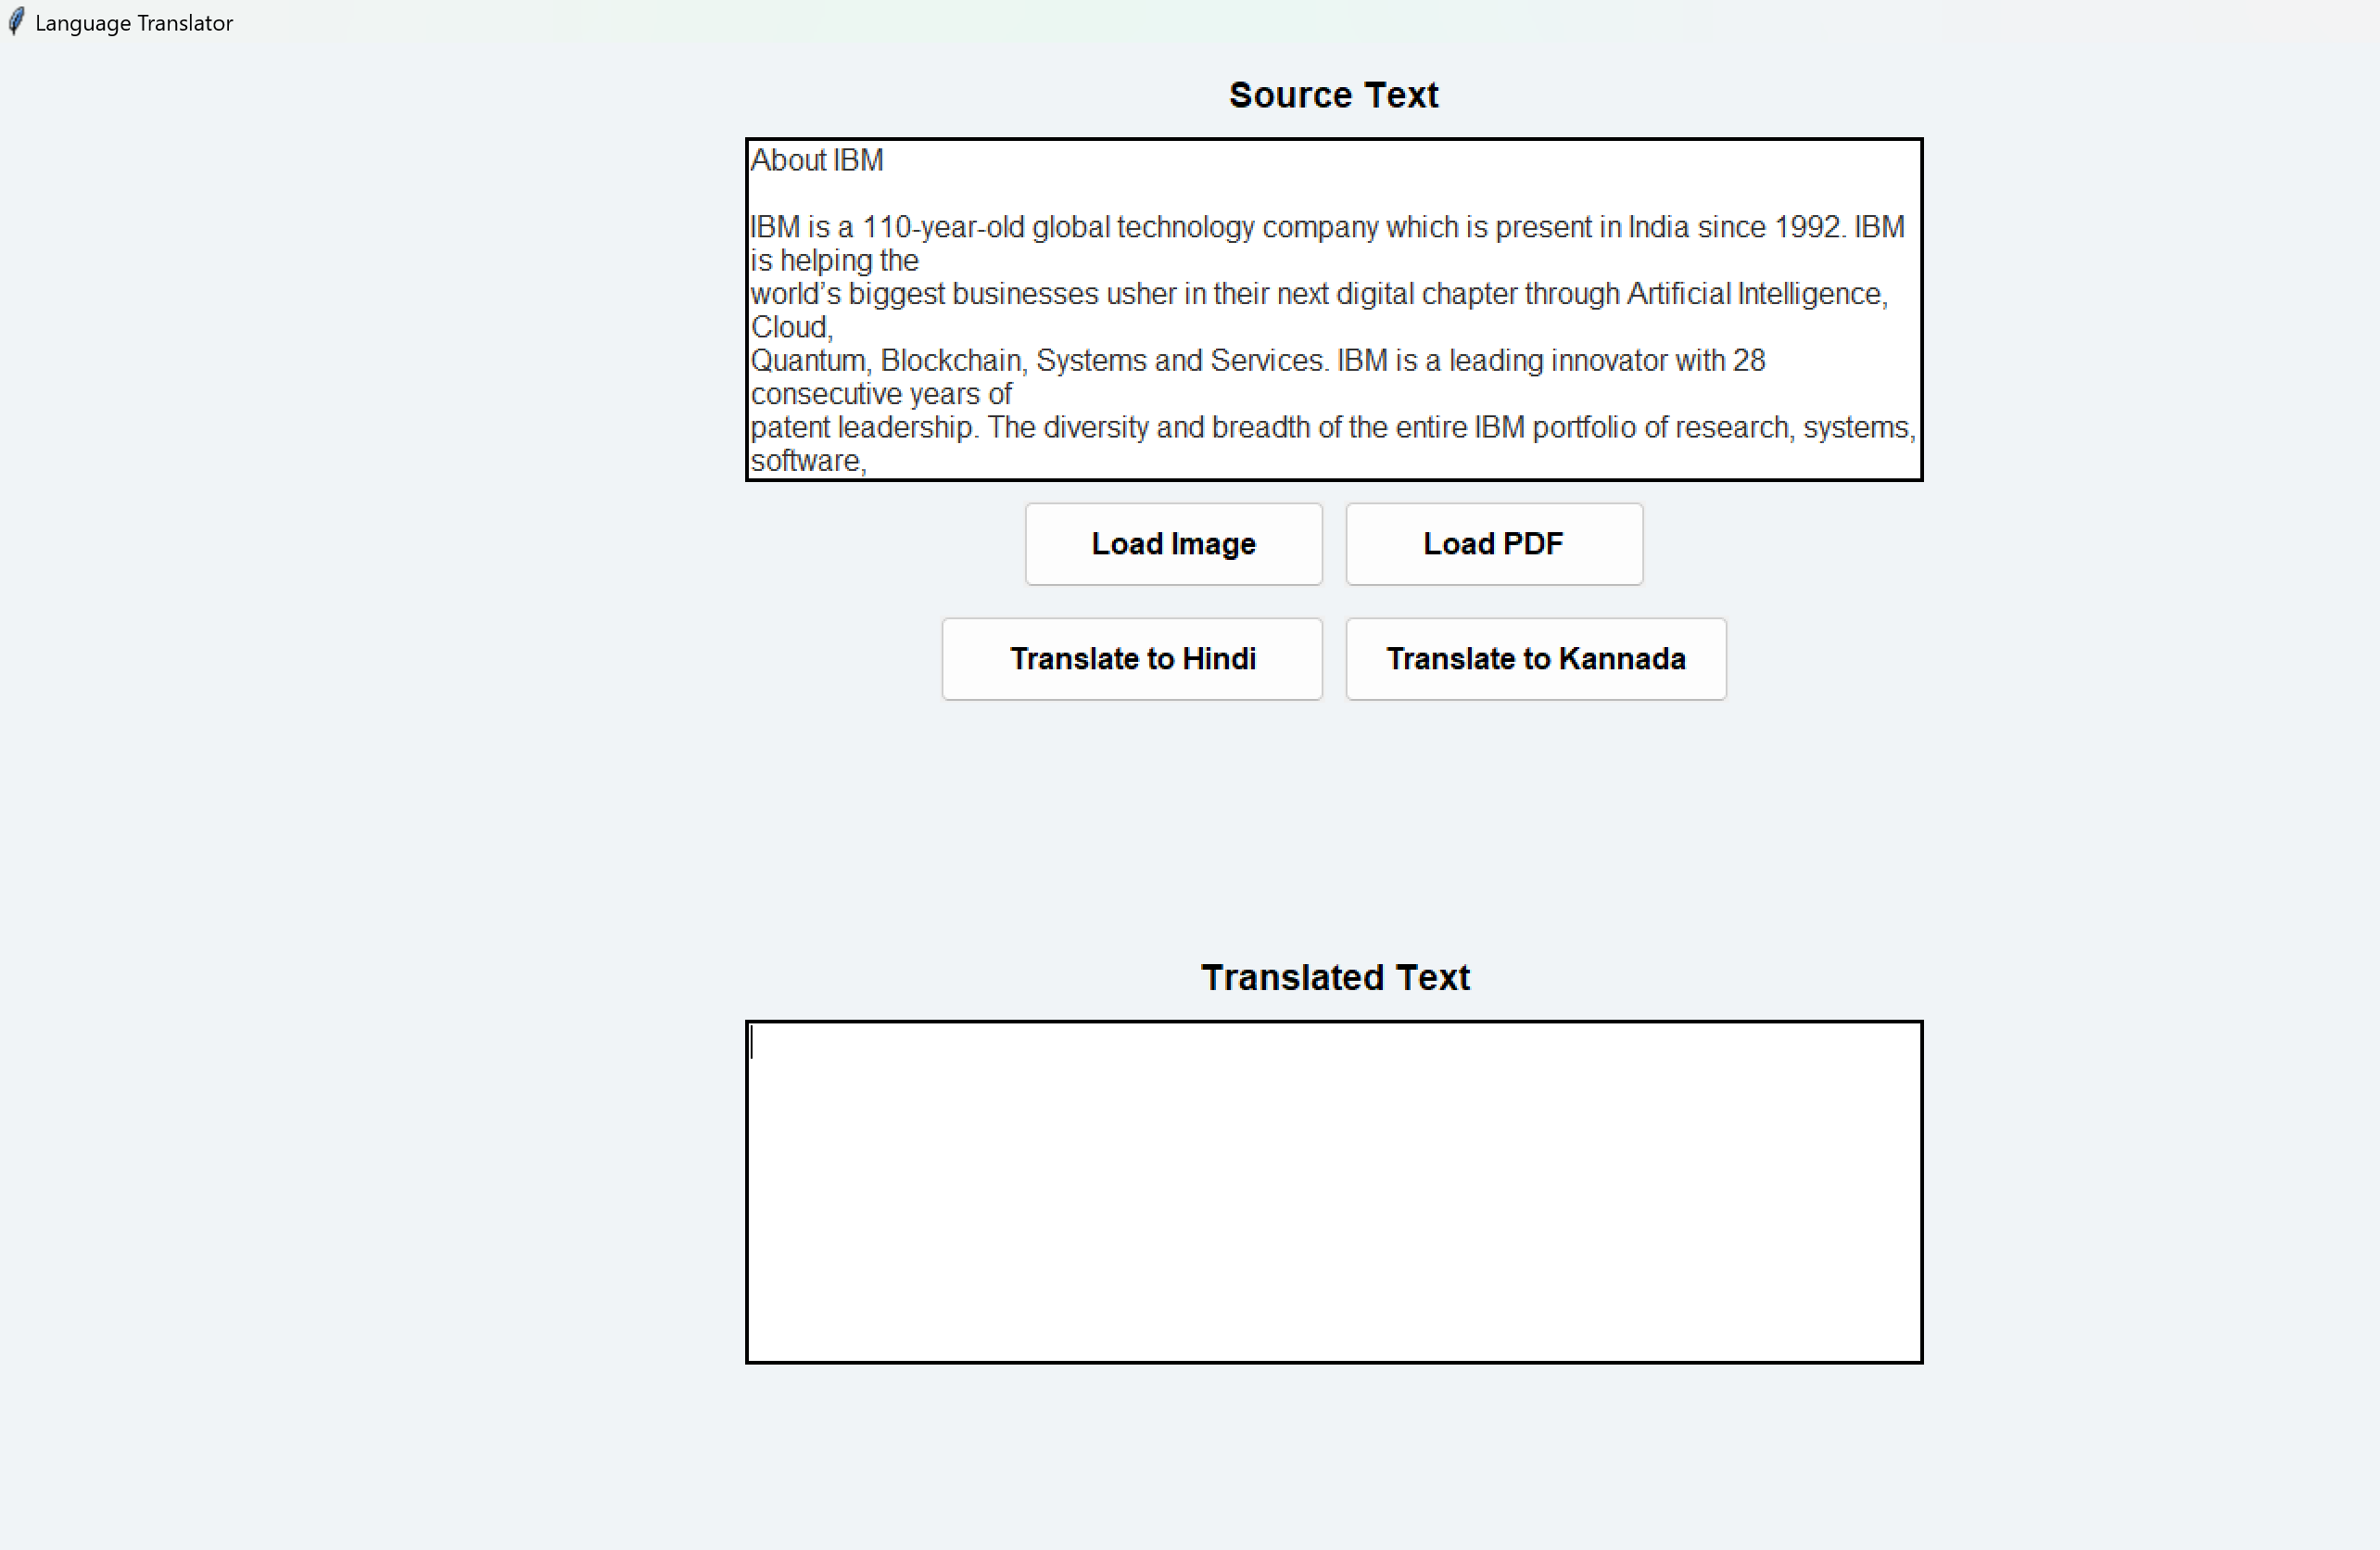 Language Translator
Source Text
About IBM
IBM is a 110-year-old global technology company which is present in India since 1992. IBM
is helping the
world’s biggest businesses usher in their next digital chapter through Artificial Intelligence,
Cloud,
Quantum, Blockchain, Systems and Services. IBM is a leading innovator with 28
consecutive years of
patent leadership. The diversity and breadth of the entire IBM portfolio of research, systems,
software,
Load Image Load PDF
Translate to Hindi Translate to Kannada
Translated Text